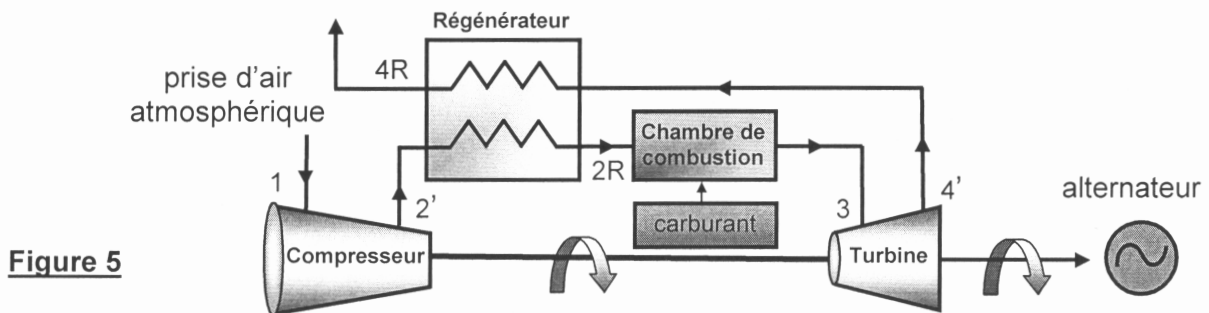 Régénérateur
prise d'air
atmosphérique
4R
Chambre de
combustion
2R
1
2'
3
4'
alternateur
carburant
Compresseur
Turbine
Figure 5